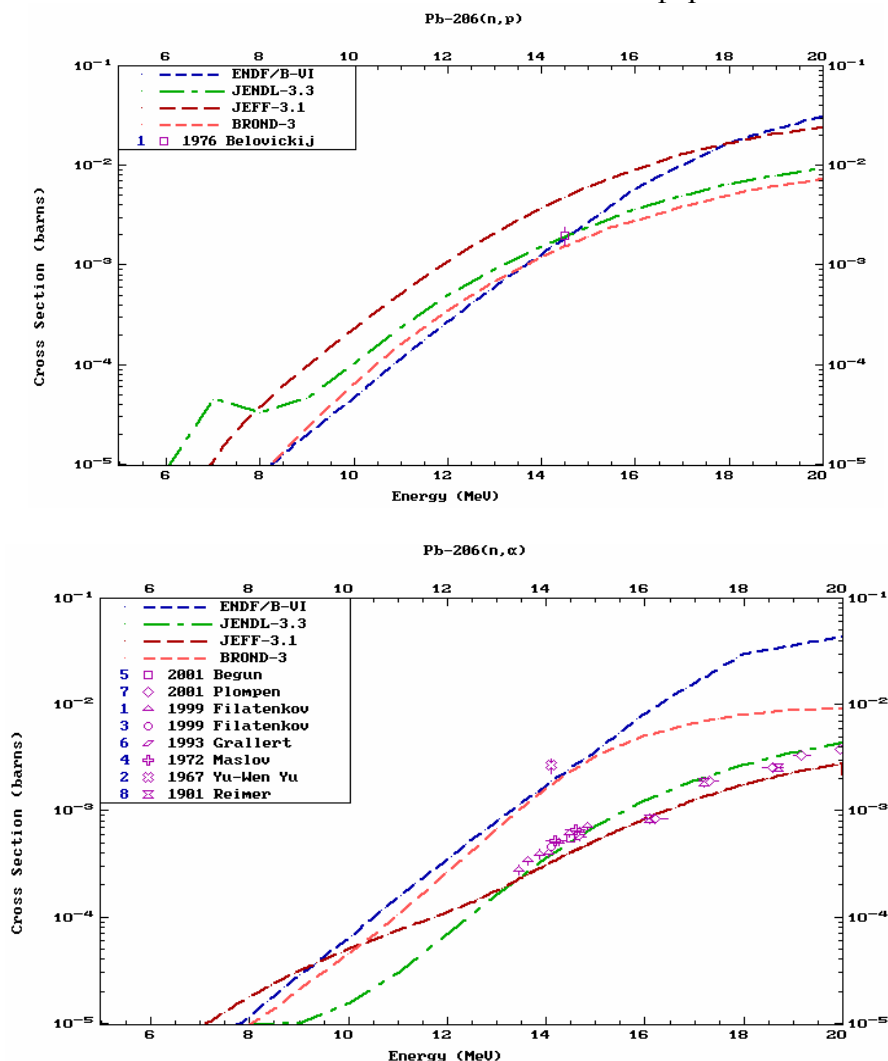 Pb-206(n,p)
6 8 10 12 14 16 18 20
10-1 10-1
ENDF/B-VI
JENDL-3.3
JEFF-3.1
BROND-3
1 1976 Belovickij
10-2 10-2
10-3 10-3
10-4 10-4
10-5 10-5
Cross Section (barns)
6 8 10 12 14 16 18 20
Energy (MeV)
Pb-206(n,α)
6 8 10 12 14 16 18 20
10-1 10-1
ENDF/B-VI
JENDL-3.3
JEFF-3.1
BROND-3
5 2001 Begun
7 2001 Plompen
1 1999 Filatenkov
3 1999 Filatenkov
6 1993 Grallert
4 1972 Maslov
2 1967 Yu-Wen Yu
8 1901 Reimer
10-2 10-2
10-3 10-3
10-4 10-4
10-5 10-5
Cross Section (barns)
6 8 10 12 14 16 18 20
Energy (MeV)